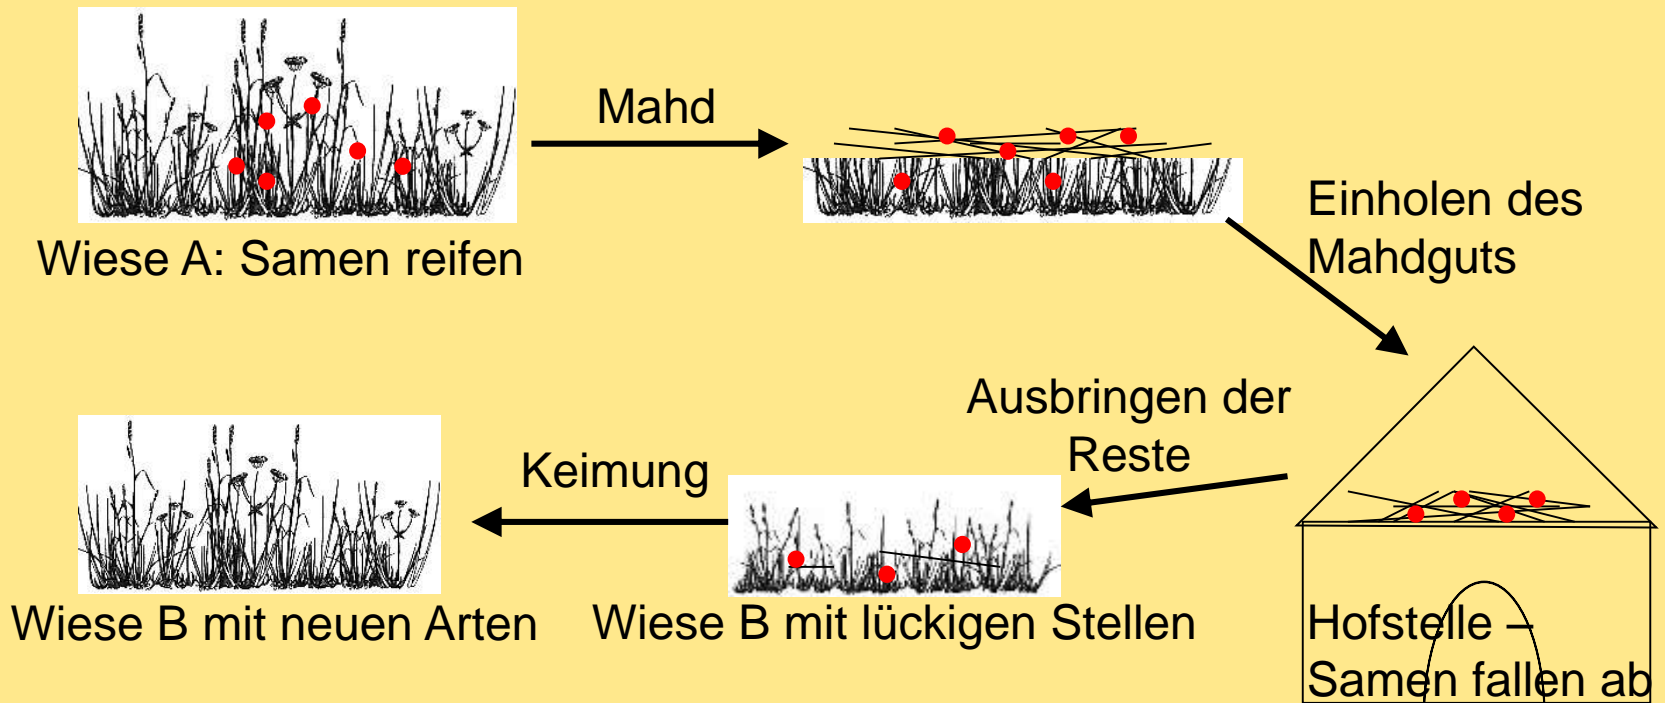 Wiese A: Samen reifen
Mahd
Einholen des
Mahdguts
Hofstelle –
Samen fallen ab
Ausbringen der
Reste
Wiese B mit lückigen Stellen
Keimung
Wiese B mit neuen Arten